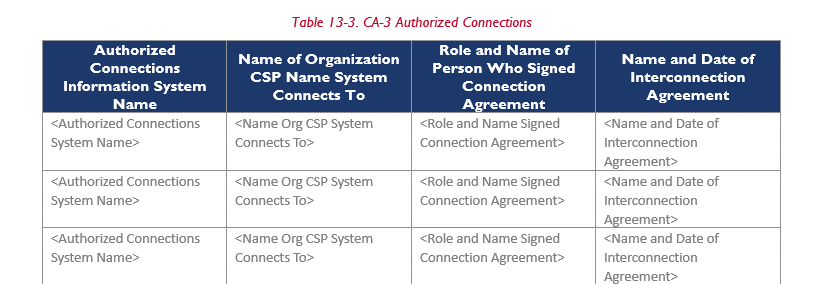 Table 13-3. CA-3 Authorized Connections
Authorized
Connections
Information System
Name
Name of Organization
CSP Name System
Connects To
Role and Name of
Person Who Signed
Connection
Agreement
Name and Date of
Interconnection
Agreement
<Authorized Connections
System Name>
<Name Org CSP System
Connects To>
<Role and Name Signed
Connection Agreement>
<Name and Date of
Interconnection
Agreement>
<Authorized Connections
System Name>
<Name Org CSP System
Connects To>
<Role and Name Signed
Connection Agreement>
<Name and Date of
Interconnection
Agreement>
<Authorized Connections
System Name>
<Name Org CSP System
Connects To>
<Role and Name Signed
Connection Agreement>
<Name and Date of
Interconnection
Agreement>